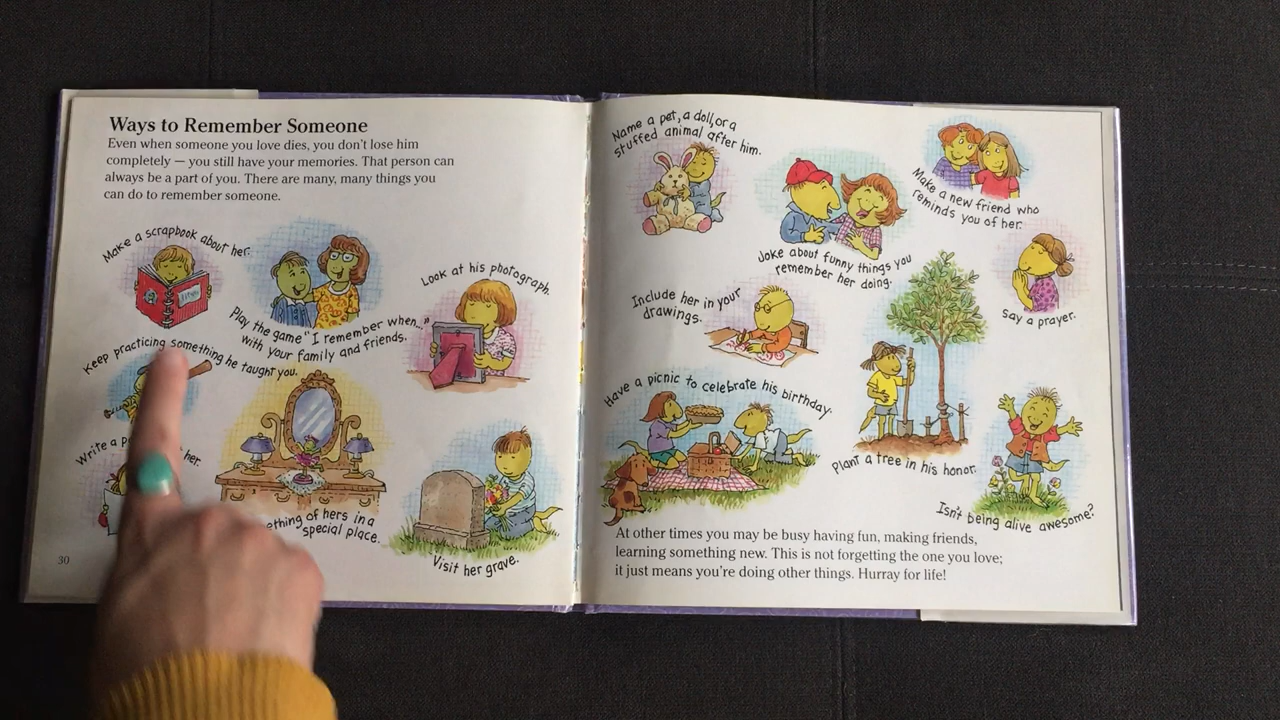 Ways to Remember Someone
Even when someone you love dies, you don't lose him
completely — you still have your memories. That person can
always be a part of you. There are many, many things you
can do to remember someone.
Make a scrapbook about her.
Play the game "I remember when..."
with your family and friends.
Look at his photograph.
Keep practicing something he taught you.
Write a her.
of hers in a
special place.
Visit her grave.
30
Name a pet, a doll, or a
stuffed animal after him.
Joke about funny things you
remember her doing.
Make a new friend who
reminds you of her.
Include her in your
drawings.
Say a prayer.
Have a picnic to celebrate his birthday.
Plant a tree in his honor.
Isn't being alive awesome?
At other times you may be busy having fun, making friends,
learning something new. This is not forgetting the one you love;
it just means you're doing other things. Hurray for life!